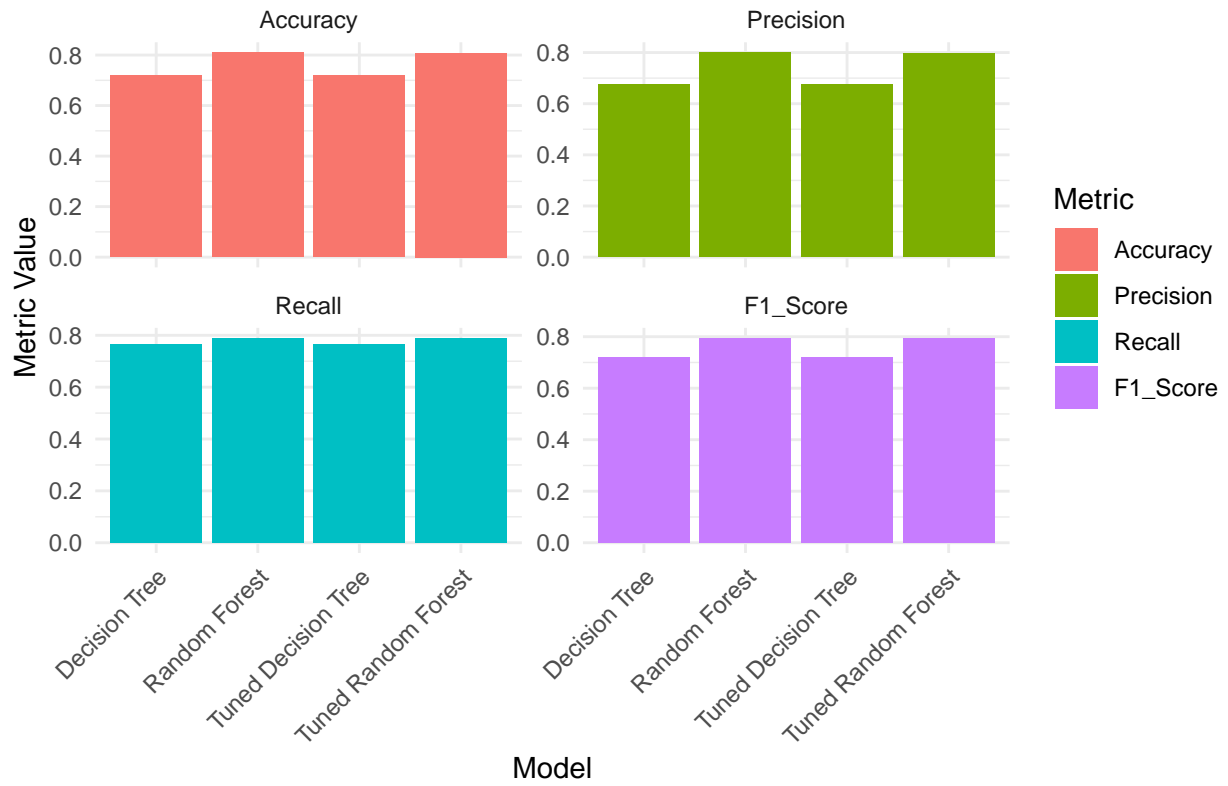 Accuracy
Precision
0.8
0.6
0.4
0.2
0.0
0.8
0.6
0.4
0.2
0.0
Recall
F1_Score
0.8
0.6
0.4
0.2
0.0
0.8
0.6
0.4
0.2
0.0
Decision Tree
Random Forest
Tuned Decision Tree
Tuned Random Forest
Decision Tree
Random Forest
Tuned Decision Tree
Tuned Random Forest
Model
Metric Value
Metric
Accuracy
Precision
Recall
F1_Score